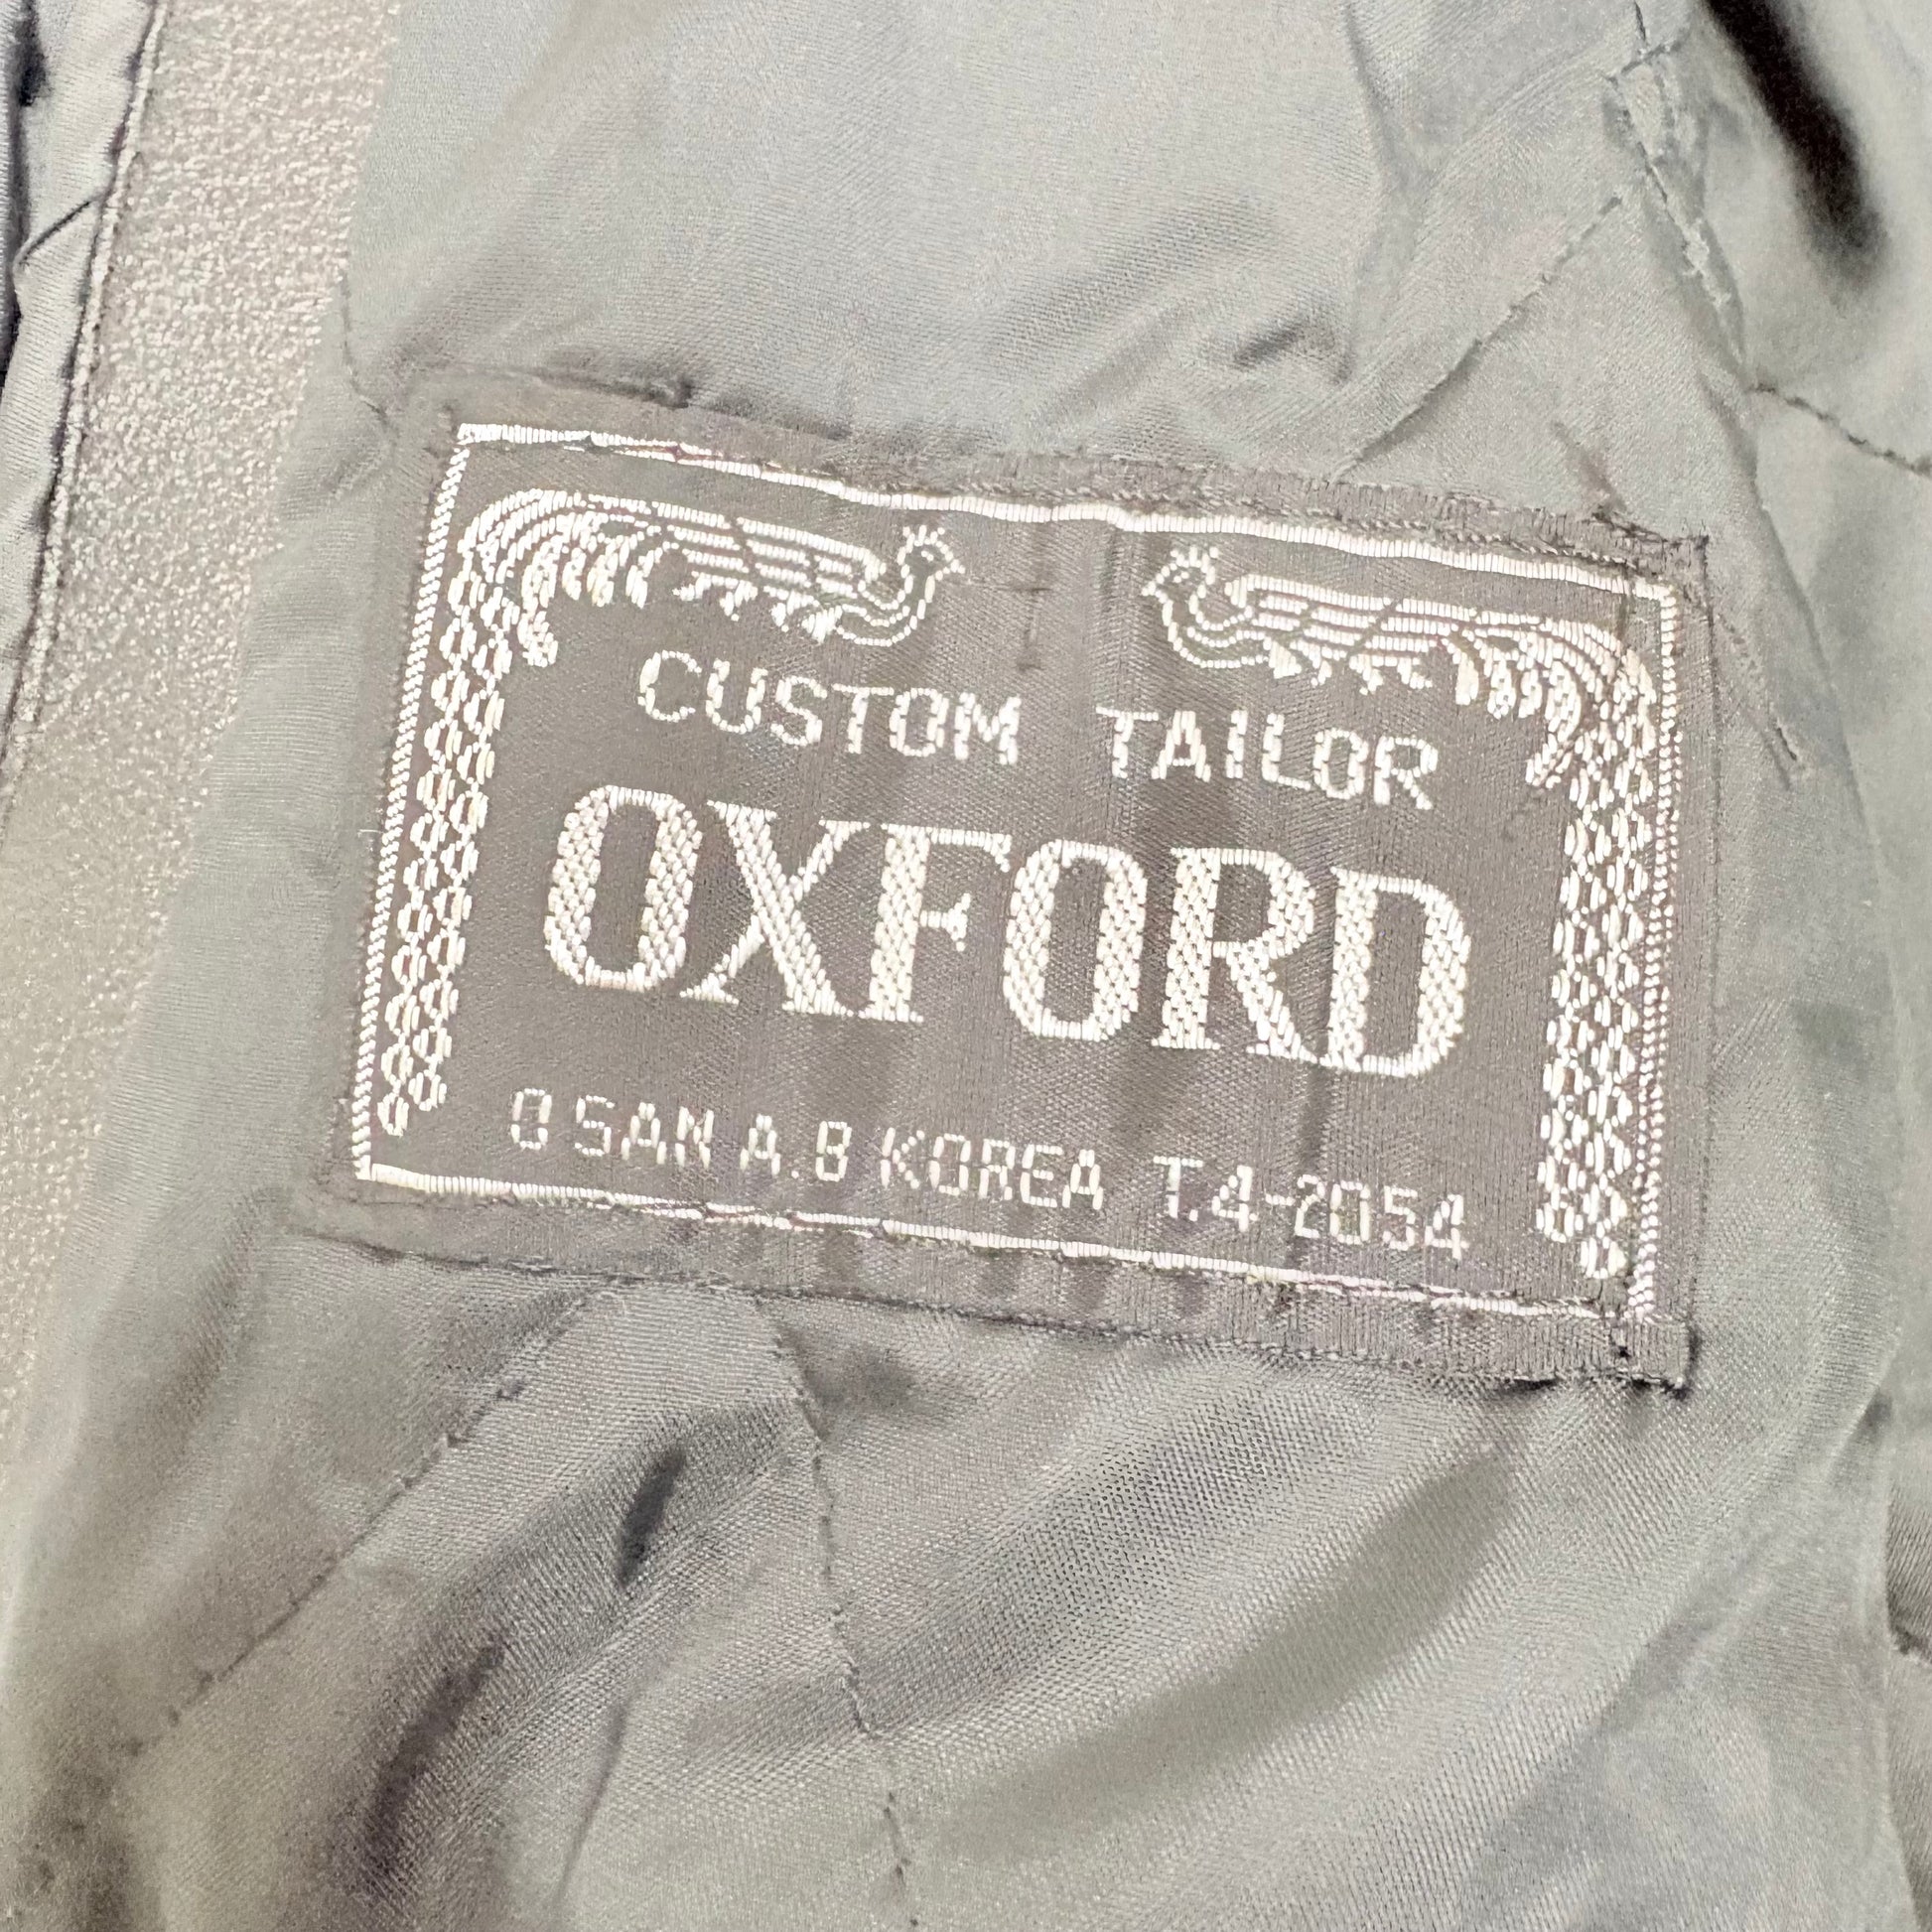 CUSTOM TAILOR
OXFORD
O SAN A.B KOREA T.4-2054